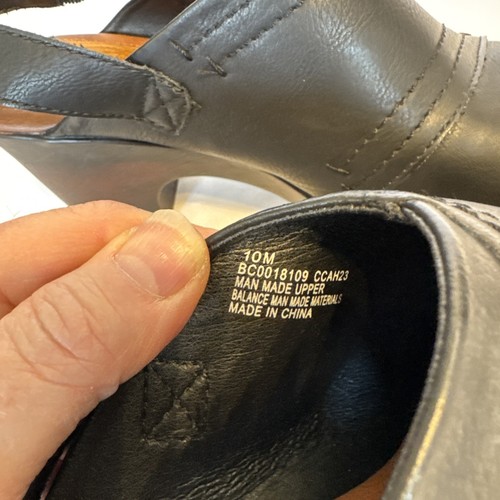 10M
BC0018109 CCAH23
MAN MADE UPPER
BALANCE MAN MADE MATERIALS
MADE IN CHINA